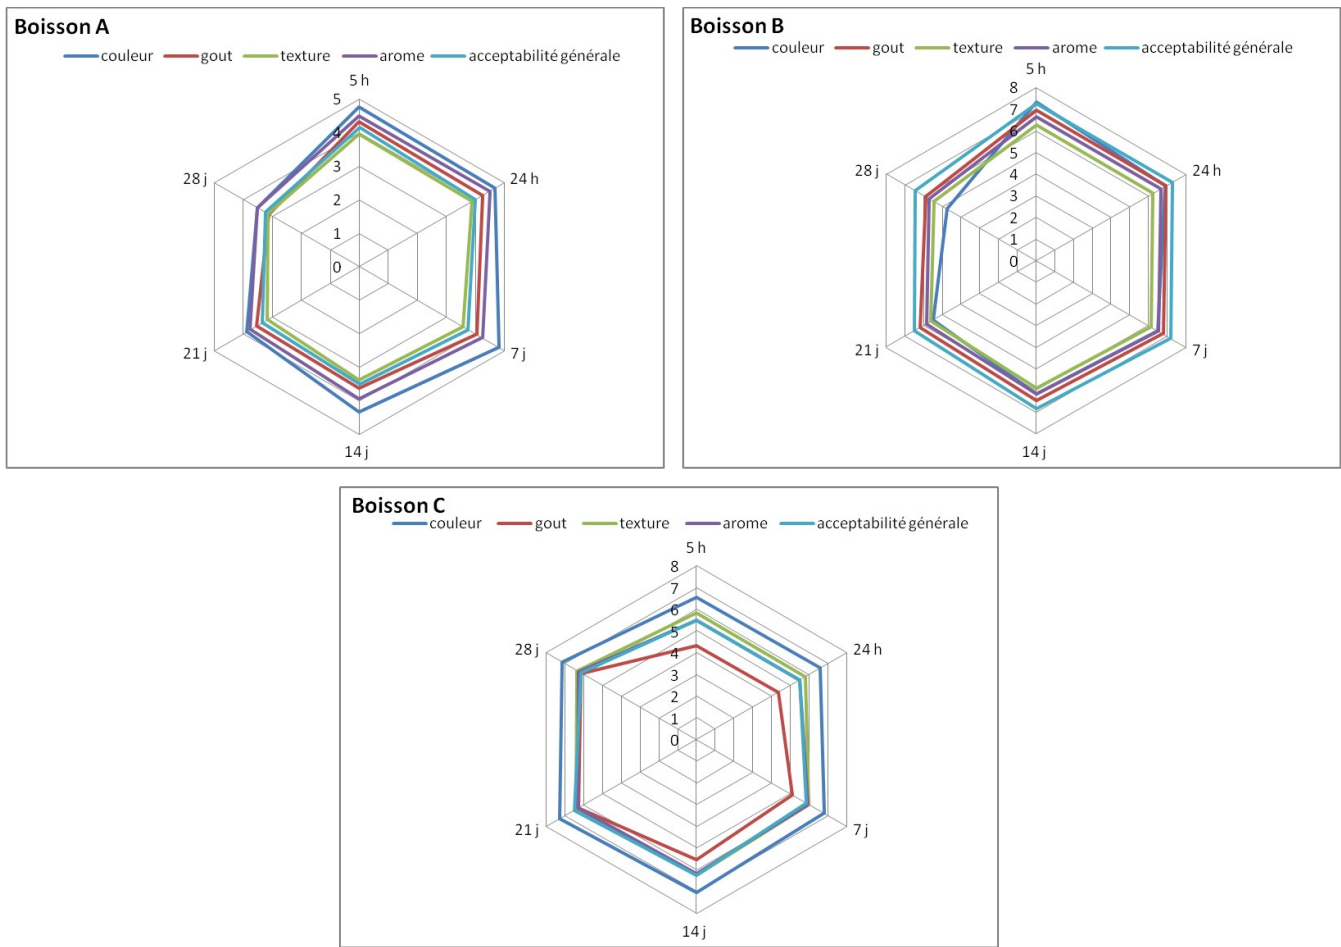 Boisson A
couleur gout texture arome acceptabilité générale
5 h
5
4
3
2
1
0
28 j 24 h
21 j 7 j
14 j
Boisson B
couleur gout texture arome acceptabilité générale
5 h
8
7
6
5
4
3
2
1
0
28 j 24 h
21 j 7 j
14 j
Boisson C
couleur gout texture arome acceptabilité générale
5 h
8
7
6
5
4
3
2
1
0
28 j 24 h
21 j 7 j
14 j